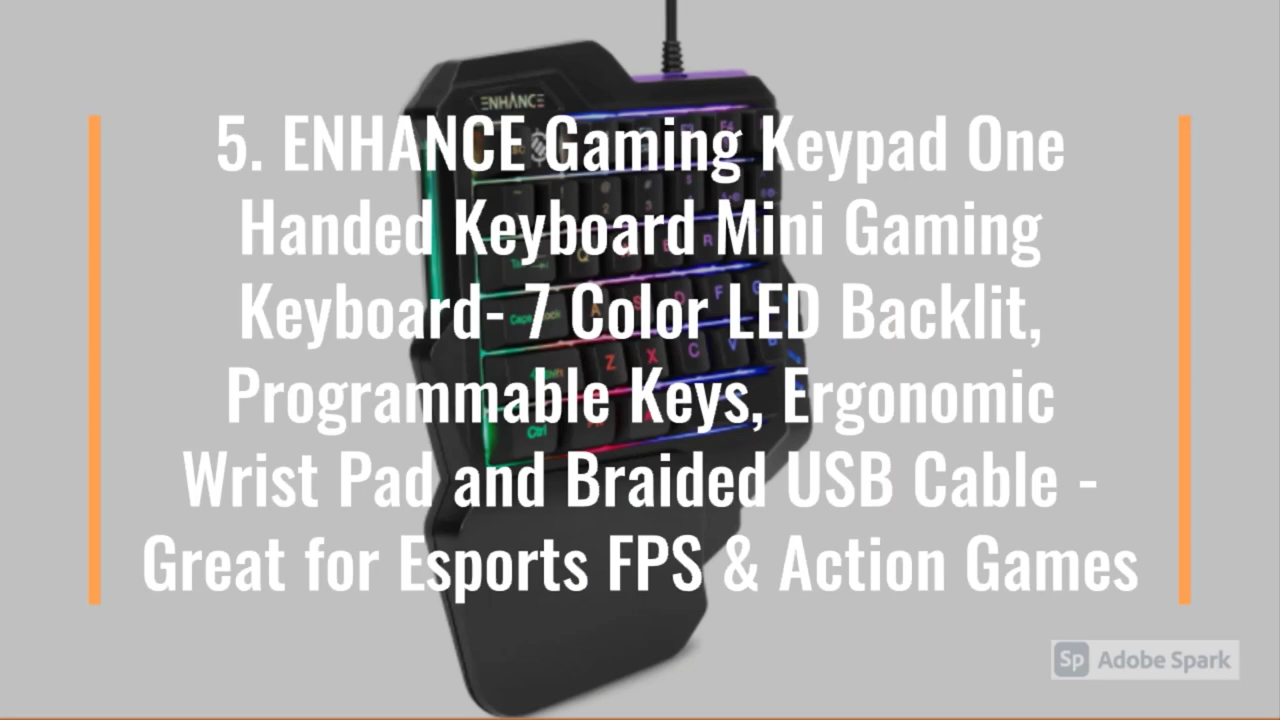 ENHANCE
5. ENHANCE Gaming Keypad One
Handed Keyboard Mini Gaming
Keyboard- 7 Color LED Backlit,
Programmable Keys, Ergonomic
Wrist Pad and Braided USB Cable -
Great for Esports FPS & Action Games
Q R
A S D F G
Z X C V B
Ctrl
Sp Adobe Spark